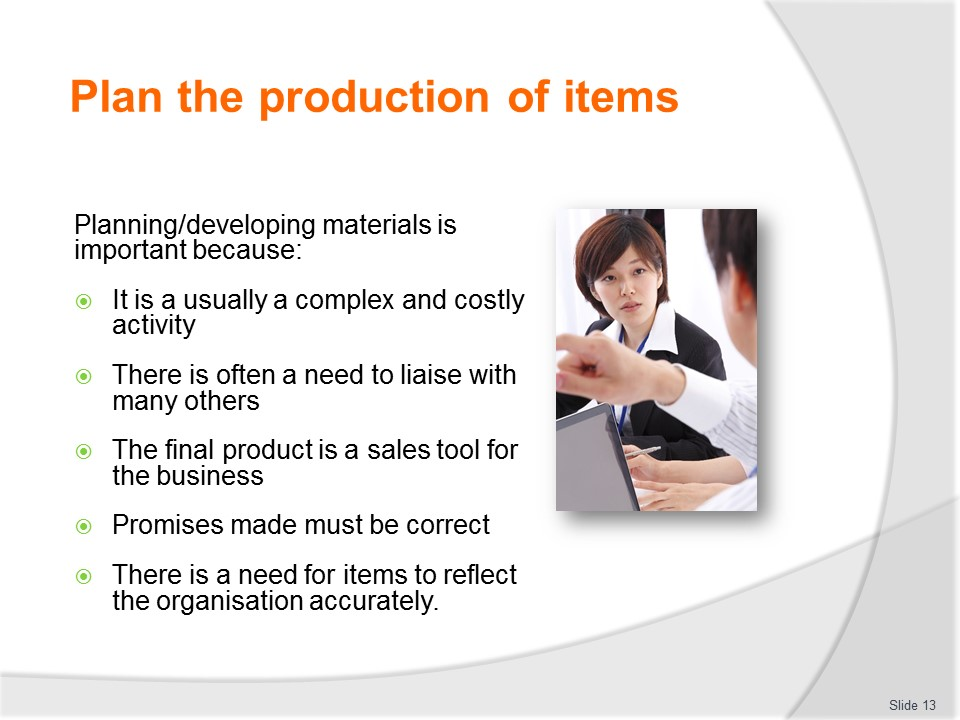 Plan the production of items
Planning/developing materials is
important because:
It is a usually a complex and costly
activity
There is often a need to liaise with
many others
The final product is a sales tool for
the business
Promises made must be correct
There is a need for items to reflect
the organisation accurately.
Slide 13